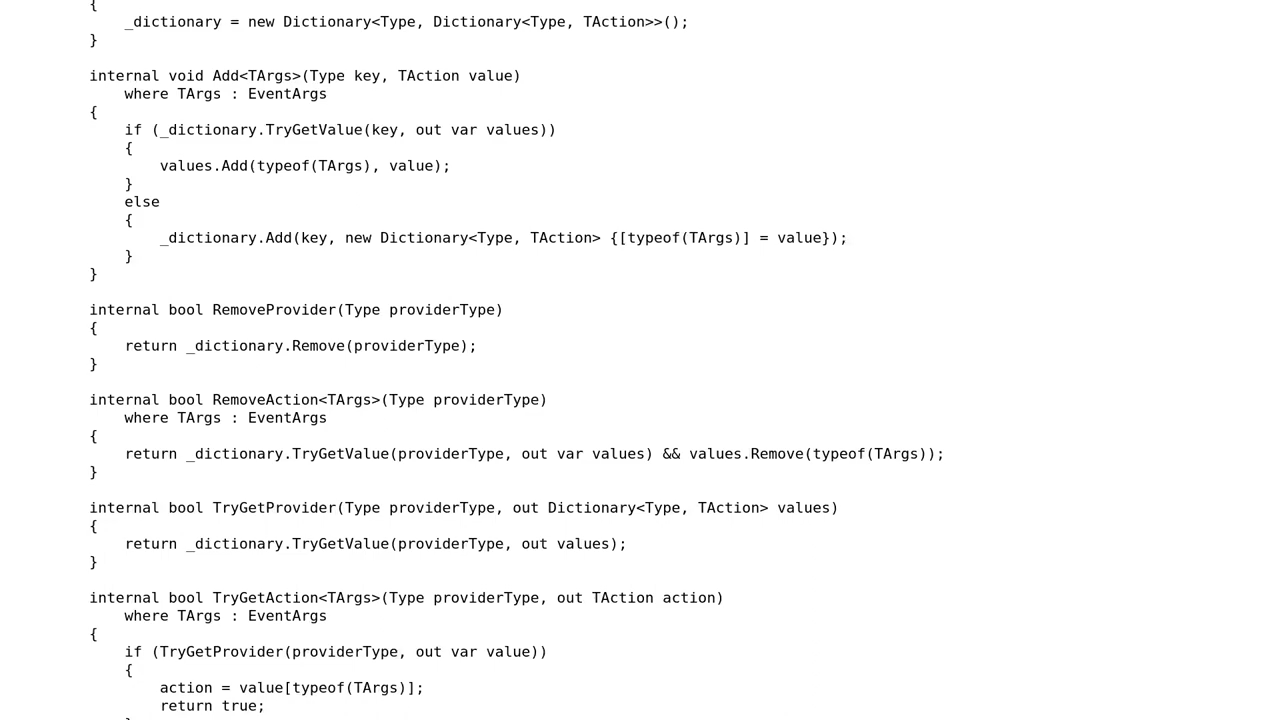 {
_dictionary = new Dictionary<Type, Dictionary<Type, TAction>>();
}
internal void Add<TArgs>(Type key, TAction value)
where TArgs : EventArgs
{
if (_dictionary.TryGetValue(key, out var values))
{
values.Add(typeof(TArgs), value);
}
else
{
_dictionary.Add(key, new Dictionary<Type, TAction> {[typeof(TArgs)] = value});
}
}
internal bool RemoveProvider(Type providerType)
{
return _dictionary.Remove(providerType);
}
internal bool RemoveAction<TArgs>(Type providerType)
where TArgs : EventArgs
{
return _dictionary.TryGetValue(providerType, out var values) && values.Remove(typeof(TArgs));
}
internal bool TryGetProvider(Type providerType, out Dictionary<Type, TAction> values)
{
return _dictionary.TryGetValue(providerType, out values);
}
internal bool TryGetAction<TArgs>(Type providerType, out TAction action)
where TArgs : EventArgs
{
if (TryGetProvider(providerType, out var value))
{
action = value[typeof(TArgs)];
return true;